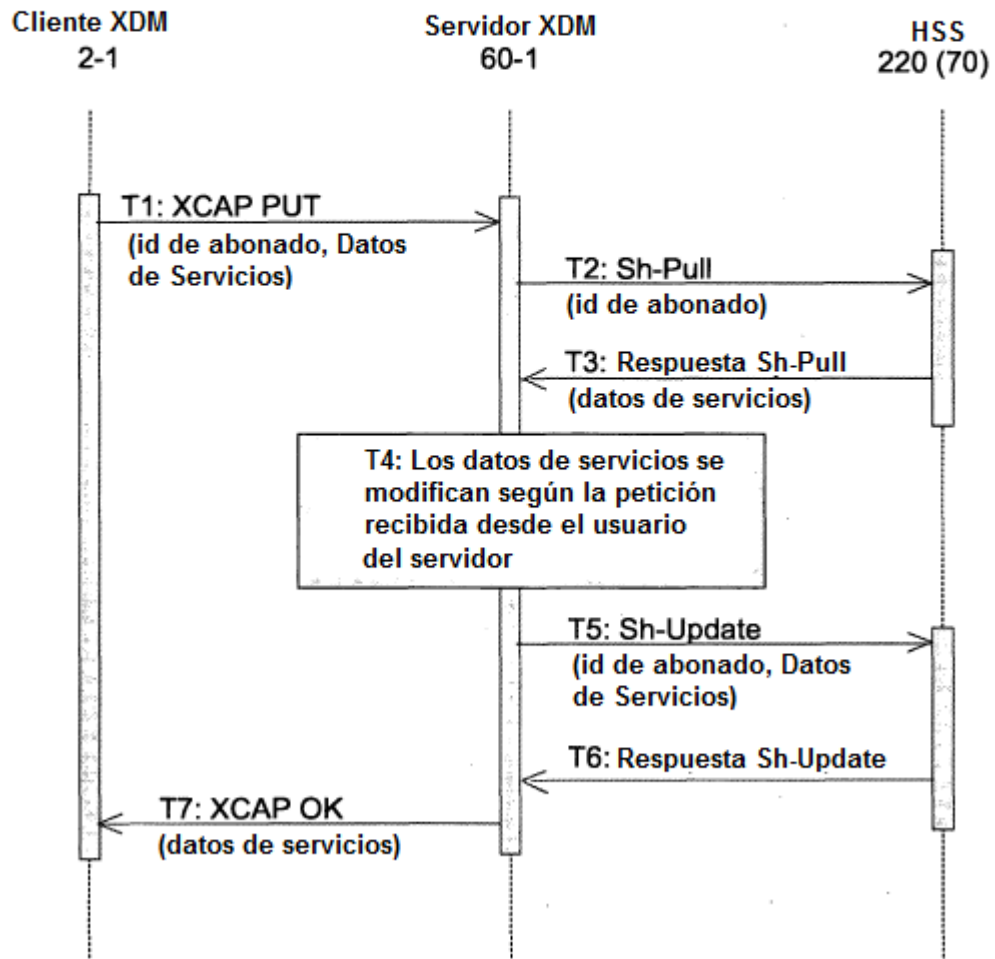 Cliente XDM
2-1
Servidor XDM
60-1
HSS
220 (70)
T1: XCAP PUT
(id de abonado, Datos
de Servicios)
T2: Sh-Pull
(id de abonado)
T3: Respuesta Sh-Pull
(datos de servicios)
T4: Los datos de servicios se
modifican según la petición
recibida desde el usuario
del servidor
T5: Sh-Update
(id de abonado, Datos
de Servicios)
T6: Respuesta Sh-Update
T7: XCAP OK
(datos de servicios)